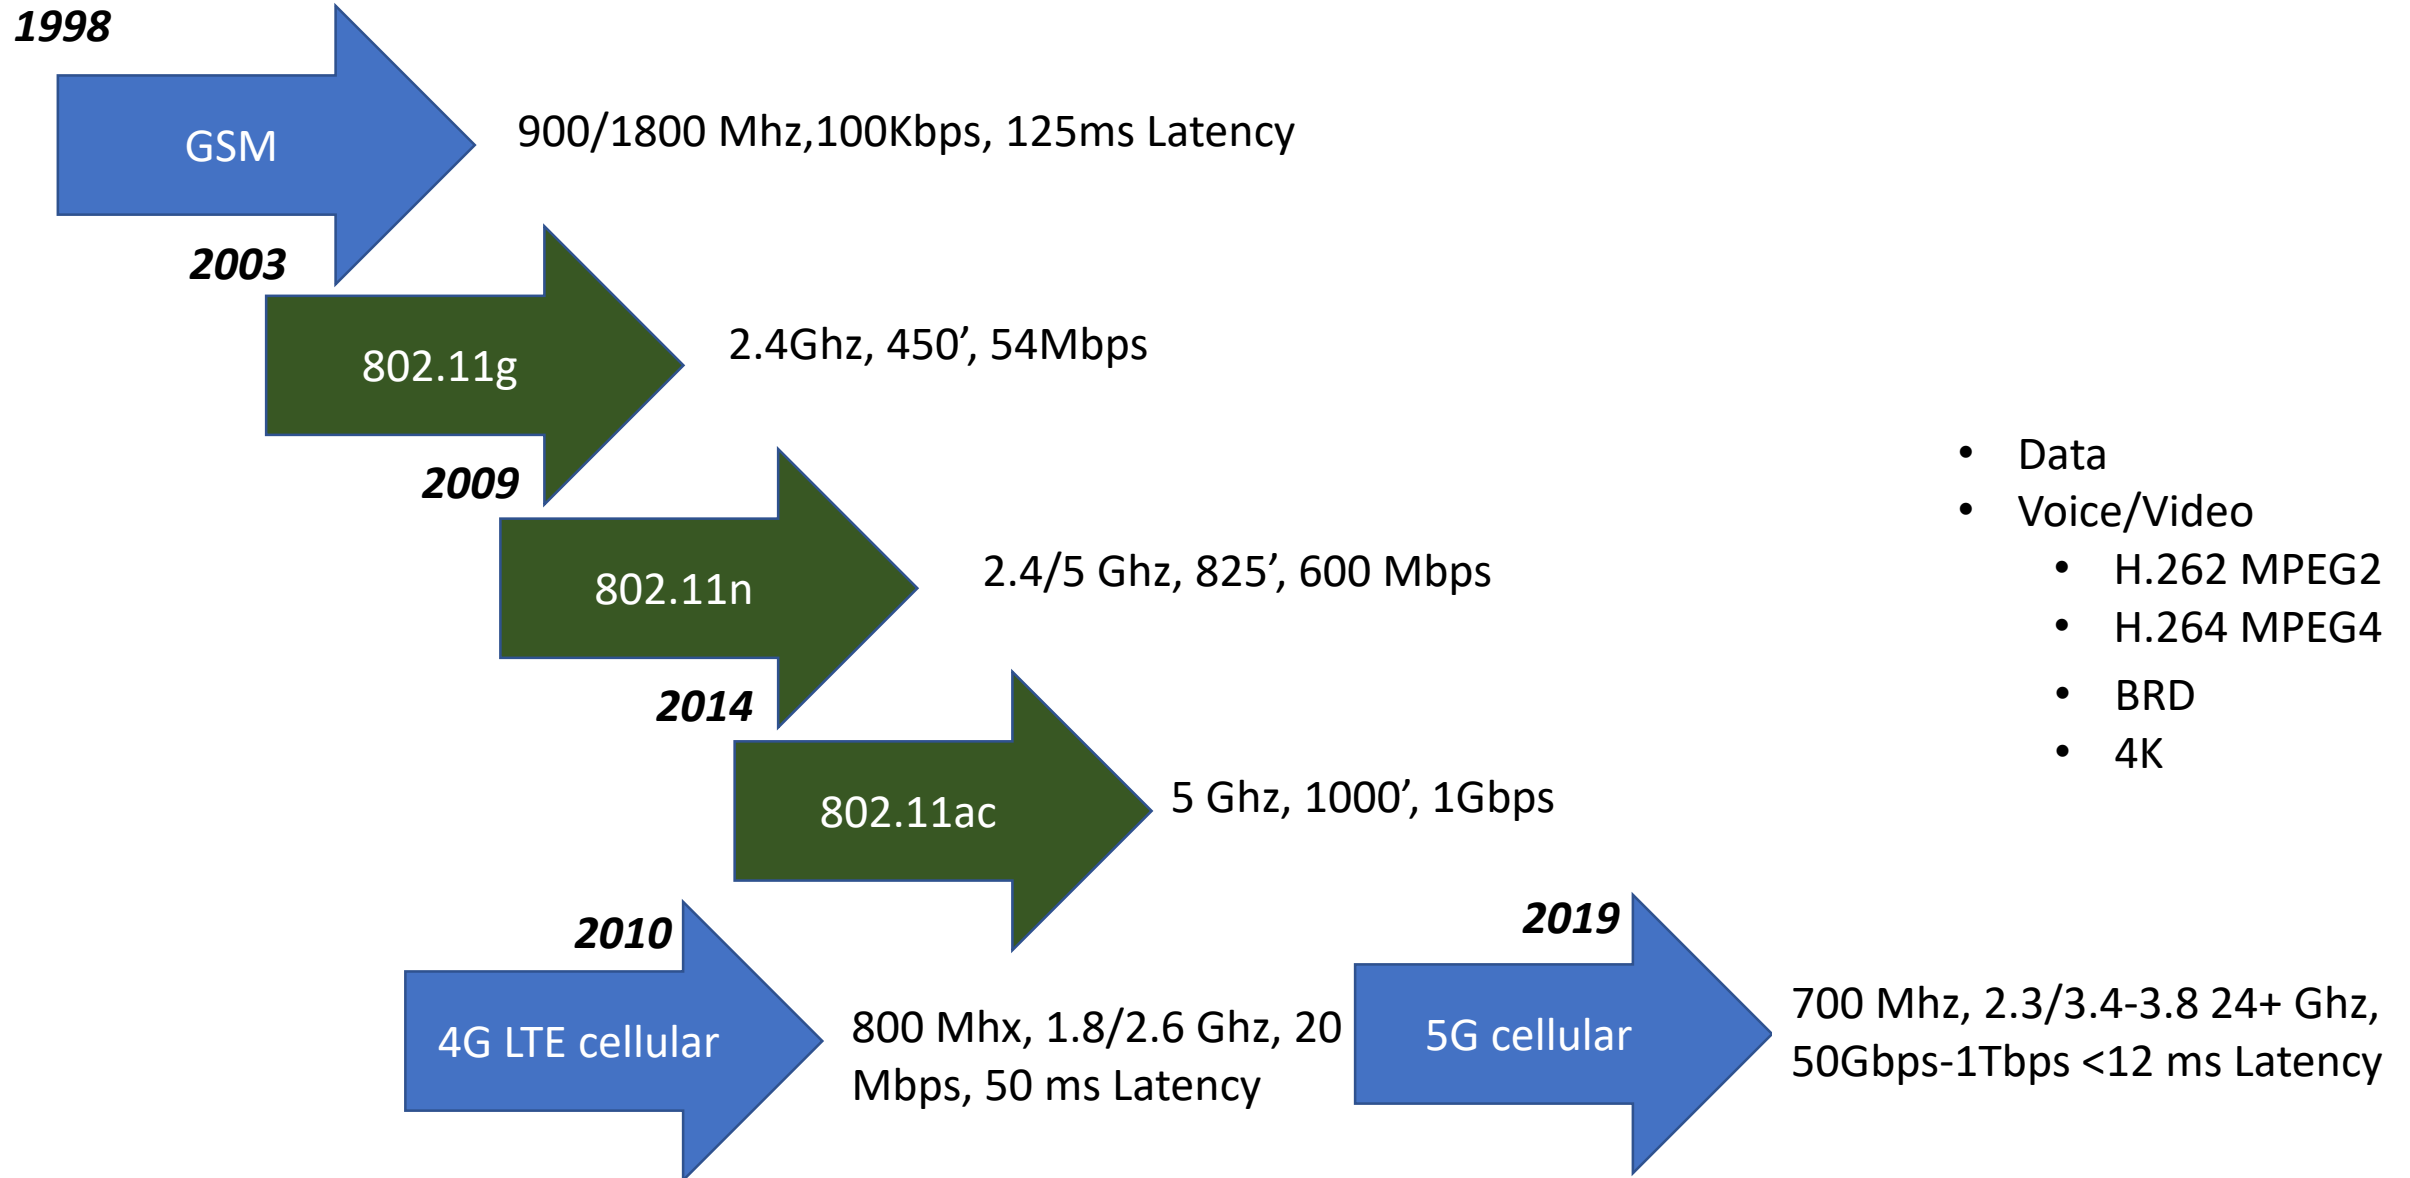 1998
GSM
900/1800 Mhz,100Kbps, 125ms Latency
2003
802.11g
2.4Ghz, 450’, 54Mbps
2009
802.11n
2.4/5 Ghz, 825’, 600 Mbps
2014
802.11ac
5 Ghz, 1000’, 1Gbps
• Data
• Voice/Video
• H.262 MPEG2
• H.264 MPEG4
• BRD
• 4K
2010
4G LTE cellular
800 Mhx, 1.8/2.6 Ghz, 20
Mbps, 50 ms Latency
2019
5G cellular
700 Mhz, 2.3/3.4-3.8 24+ Ghz,
50Gbps-1Tbps <12 ms Latency